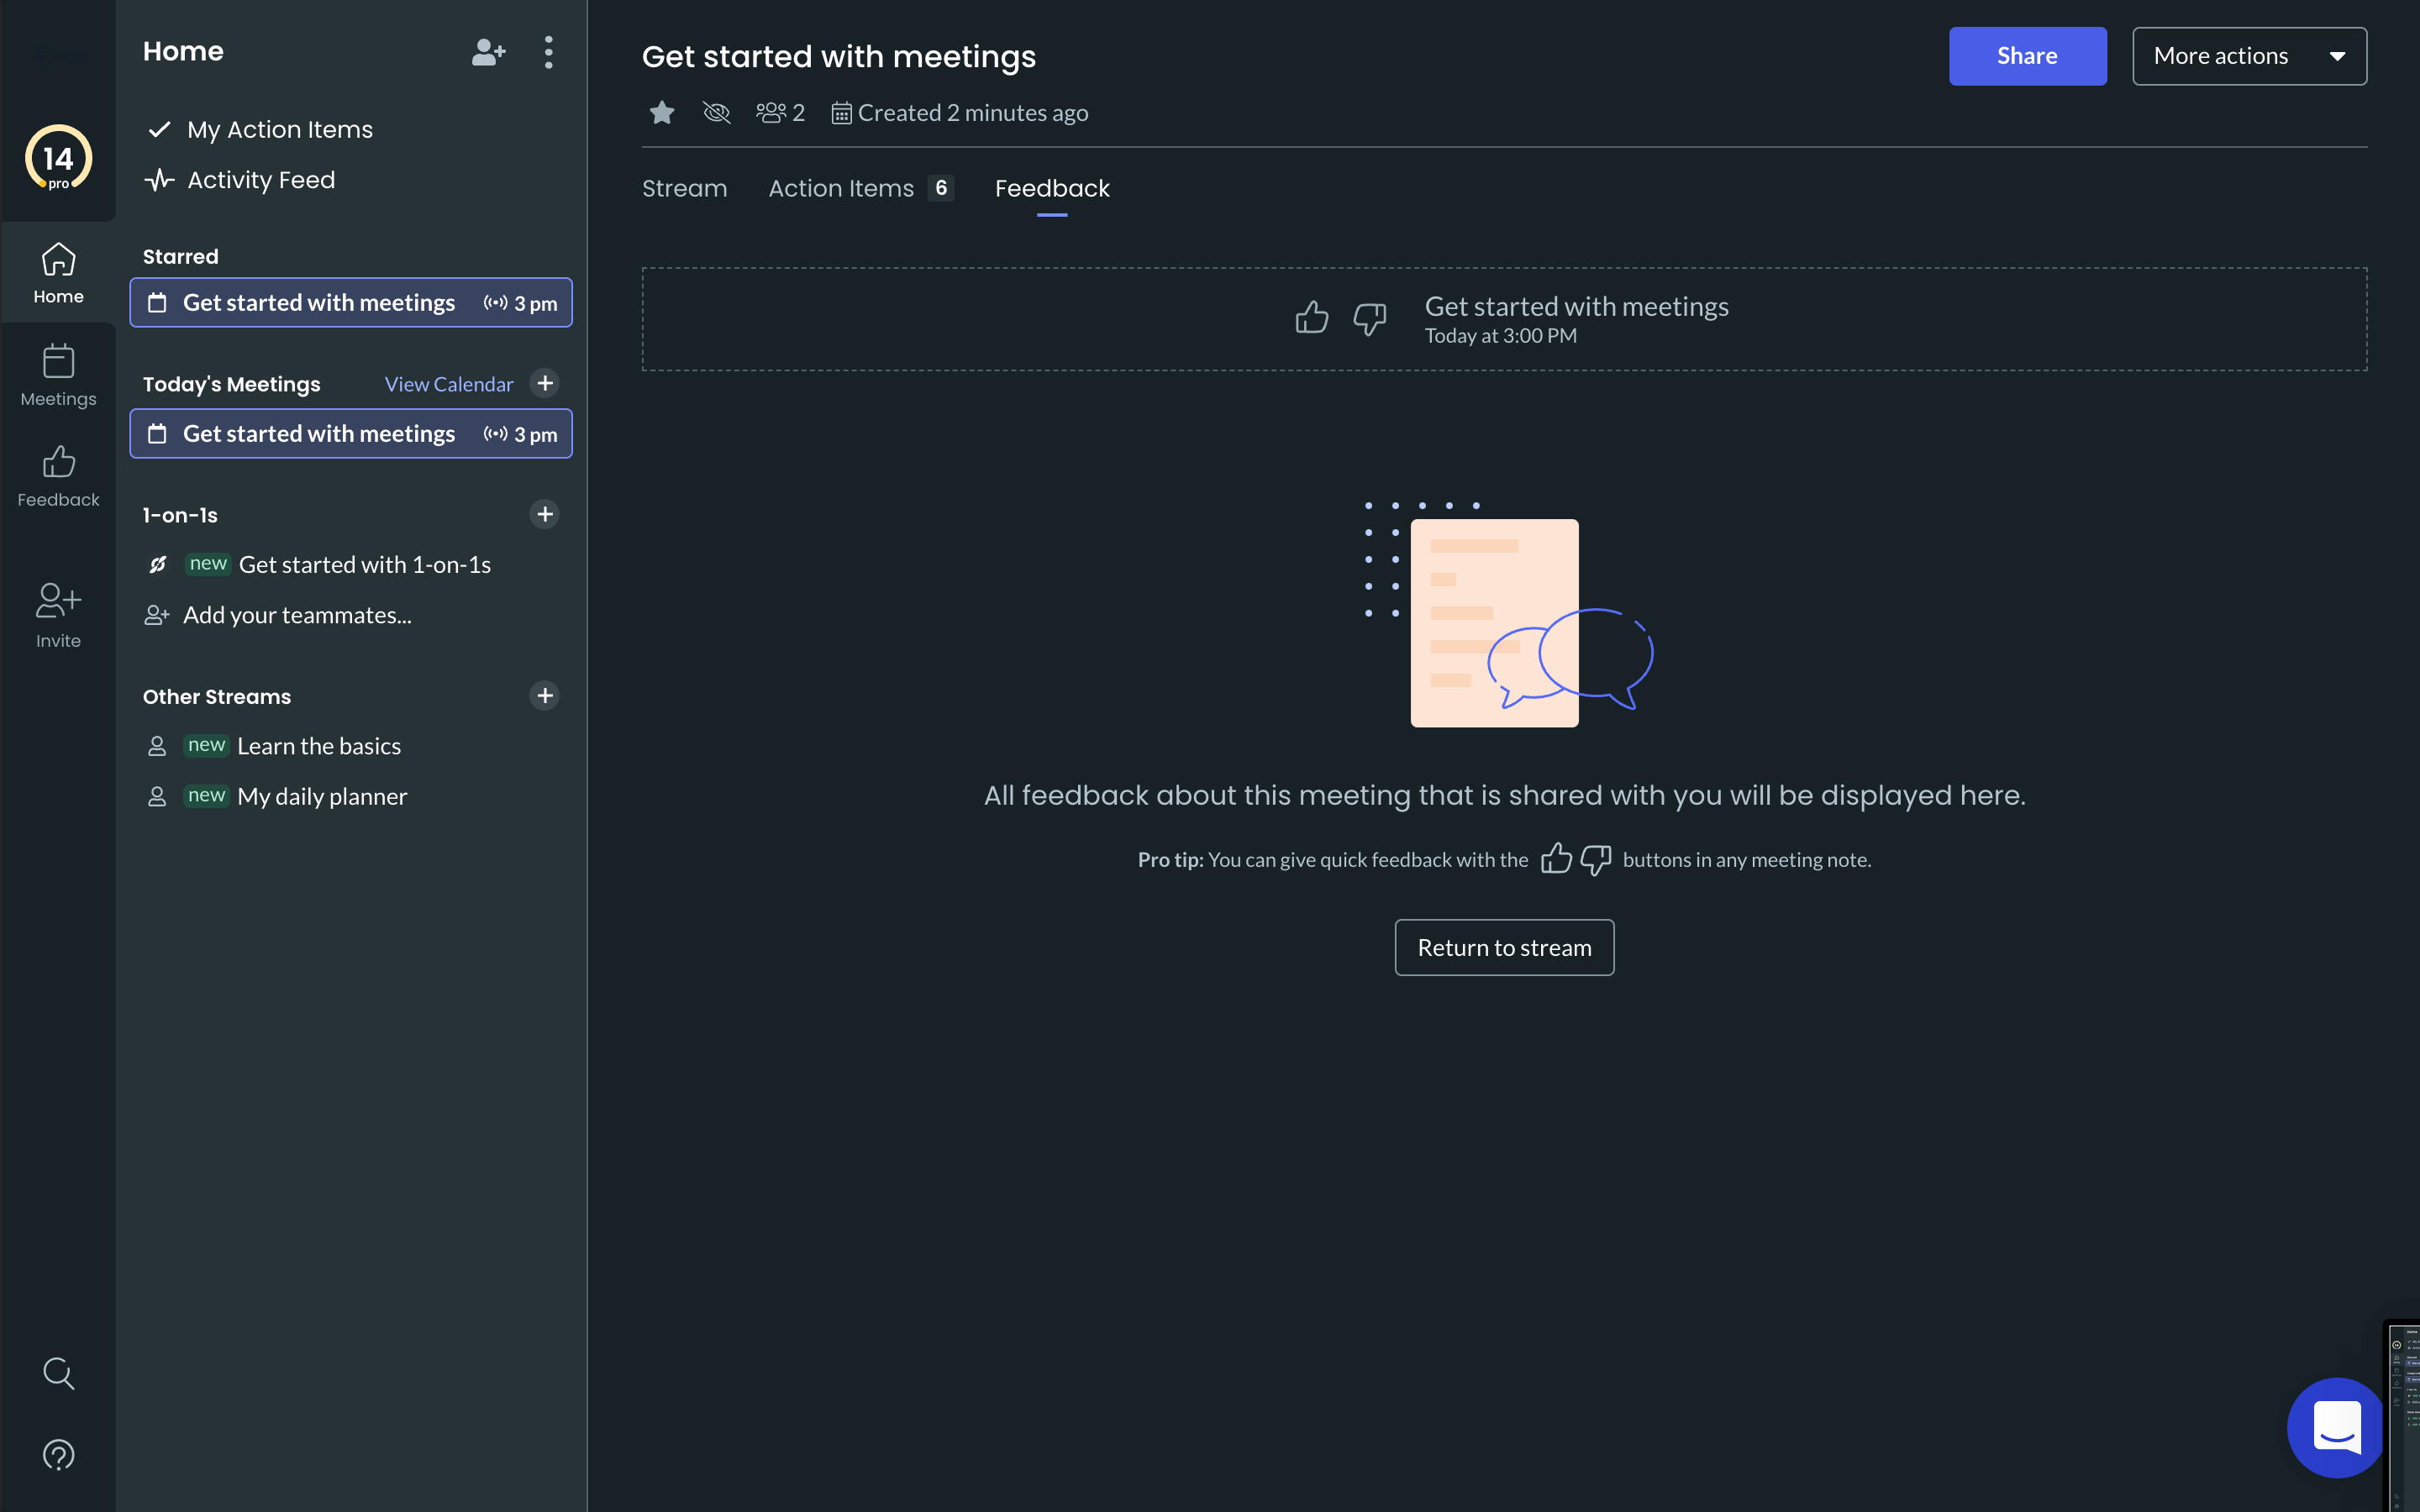 14
pro
Home
Meetings
Feedback
Invite
Home
My Action Items
Activity Feed
Starred
Get started with meetings 3 pm
Today's Meetings View Calendar
Get started with meetings 3 pm
1-on-1s
new Get started with 1-on-1s
Add your teammates...
Other Streams
new Learn the basics
new My daily planner
Get started with meetings
Share
More actions
2 Created 2 minutes ago
Stream Action Items 6 Feedback
Get started with meetings
Today at 3:00 PM
All feedback about this meeting that is shared with you will be displayed here.
Pro tip: You can give quick feedback with the buttons in any meeting note.
Return to stream